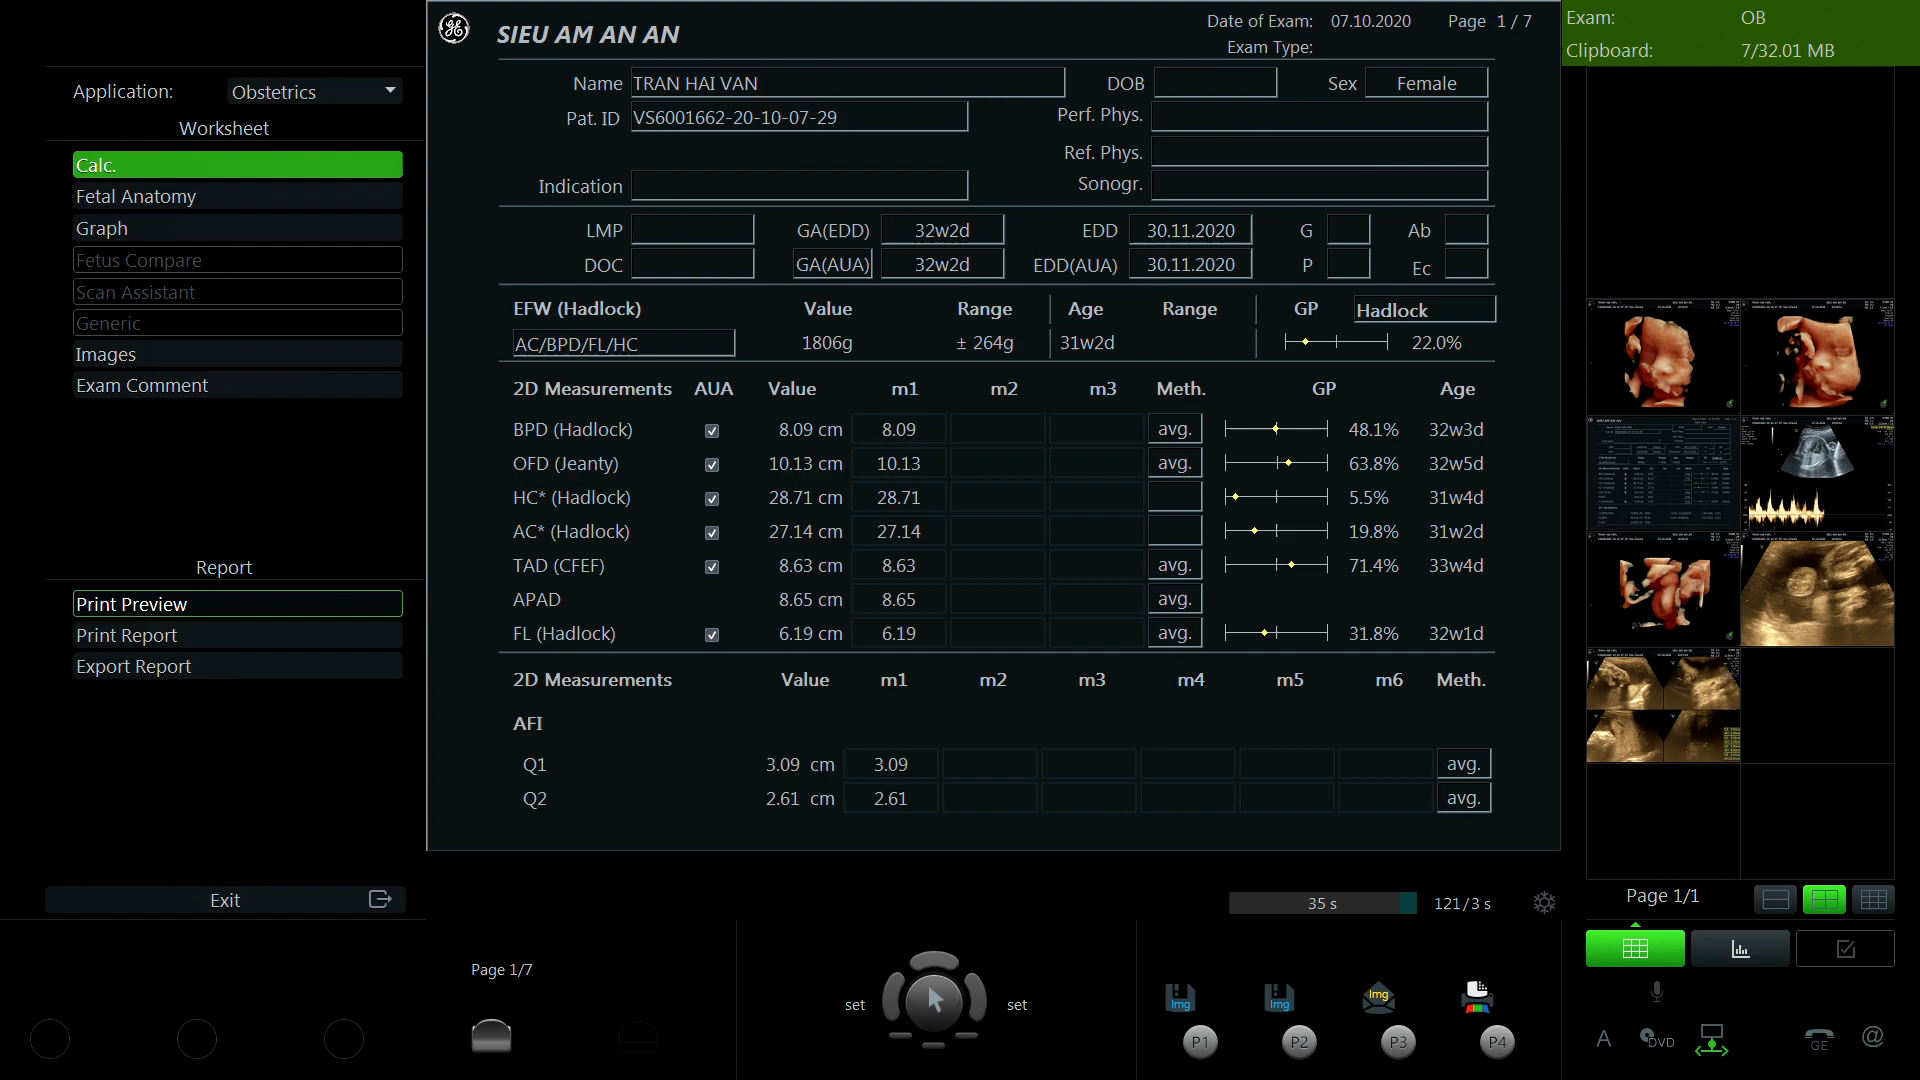 SIEU AM AN AN
Date of Exam: 07.10.2020 Page 1 / 7
Exam Type:
Name TRAN HAI VAN DOB Sex Female
Pat. ID VS6001662-20-10-07-29 Perf. Phys.
Ref. Phys.
Indication Sonogr.
LMP GA(EDD) 32w2d EDD 30.11.2020 G Ab
DOC GA(AUA) 32w2d EDD(AUA) 30.11.2020 P Ec
EFW (Hadlock) Value Range Age Range GP Hadlock
AC/BPD/FL/HC 1806g ± 264g 31w2d 22.0%
2D Measurements AUA Value m1 m2 m3 Meth. GP Age
BPD (Hadlock) 8.09 cm 8.09 avg. 48.1% 32w3d
OFD (Jeanty) 10.13 cm 10.13 avg. 63.8% 32w5d
HC* (Hadlock) 28.71 cm 28.71 5.5% 31w4d
AC* (Hadlock) 27.14 cm 27.14 19.8% 31w2d
TAD (CFEF) 8.63 cm 8.63 avg. 71.4% 33w4d
APAD 8.65 cm 8.65 avg.
FL (Hadlock) 6.19 cm 6.19 avg. 31.8% 32w1d
2D Measurements Value m1 m2 m3 m4 m5 m6 Meth.
AFI
Q1 3.09 cm 3.09 avg.
Q2 2.61 cm 2.61 avg.
Application: Obstetrics
Worksheet
Calc.
Fetal Anatomy
Graph
Fetus Compare
Scan Assistant
Generic
Images
Exam Comment
Report
Print Preview
Print Report
Export Report
Exit
Exam: OB
Clipboard: 7/32.01 MB
Page 1/1
35 s 121/3 s
Page 1/7
set set
Img Img Img
P1 P2 P3 P4
A DVD GE @